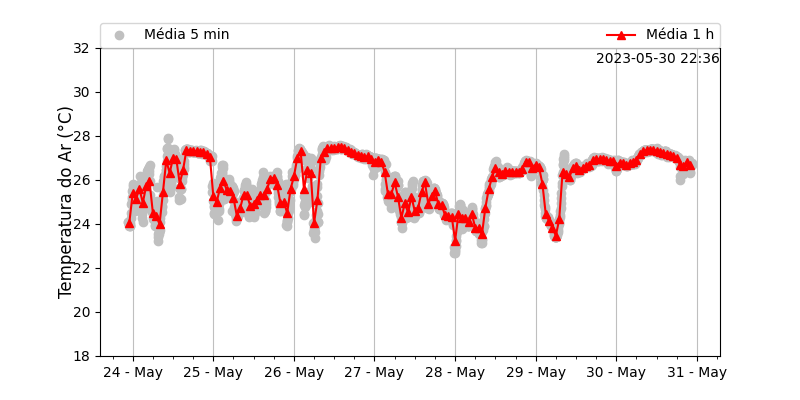 Média 5 min
Média 1 h
2023-05-30 22:36
Temperatura do Ar (°C)
32
30
28
26
24
22
20
18
24 - May
25 - May
26 - May
27 - May
28 - May
29 - May
30 - May
31 - May